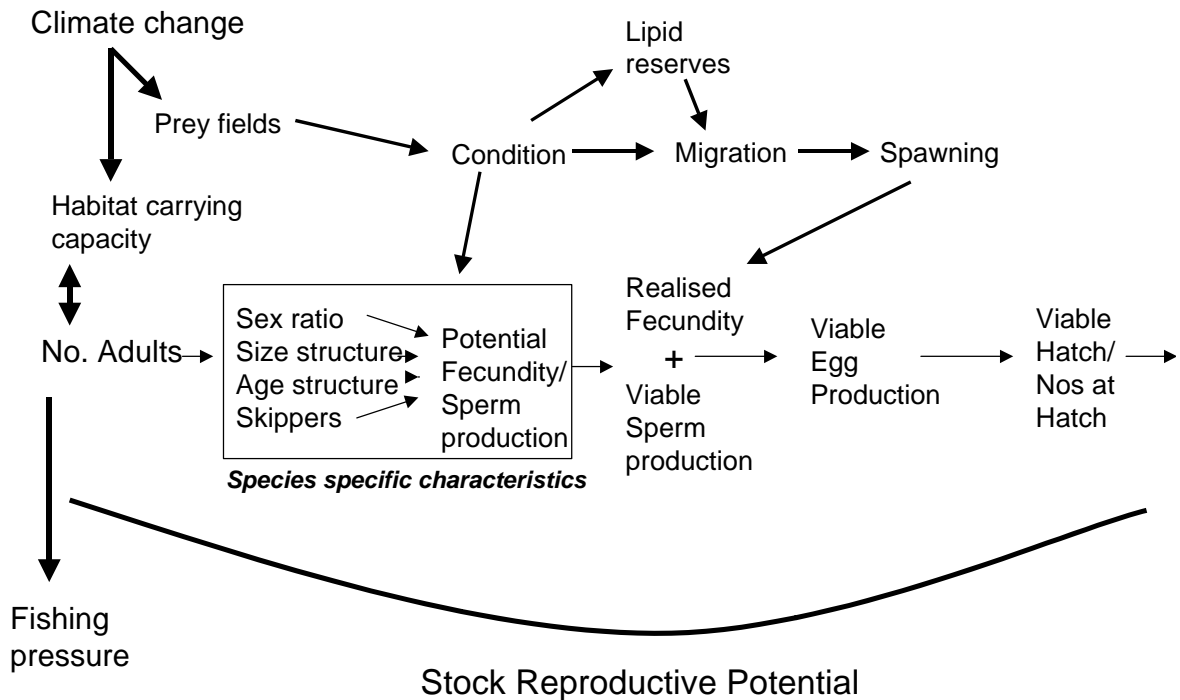 Climate change
Lipid
reserves
Prey fields
Condition
Migration
Spawning
Habitat carrying
capacity
No. Adults
Sex ratio
Size structure
Age structure
Skippers
Potential
Fecundity/
Sperm
production
Species specific characteristics
Realised
Fecundity
+
Viable
Sperm
production
Viable
Egg
Production
Viable
Hatch/
Nos at
Hatch
Fishing
pressure
Stock Reproductive Potential